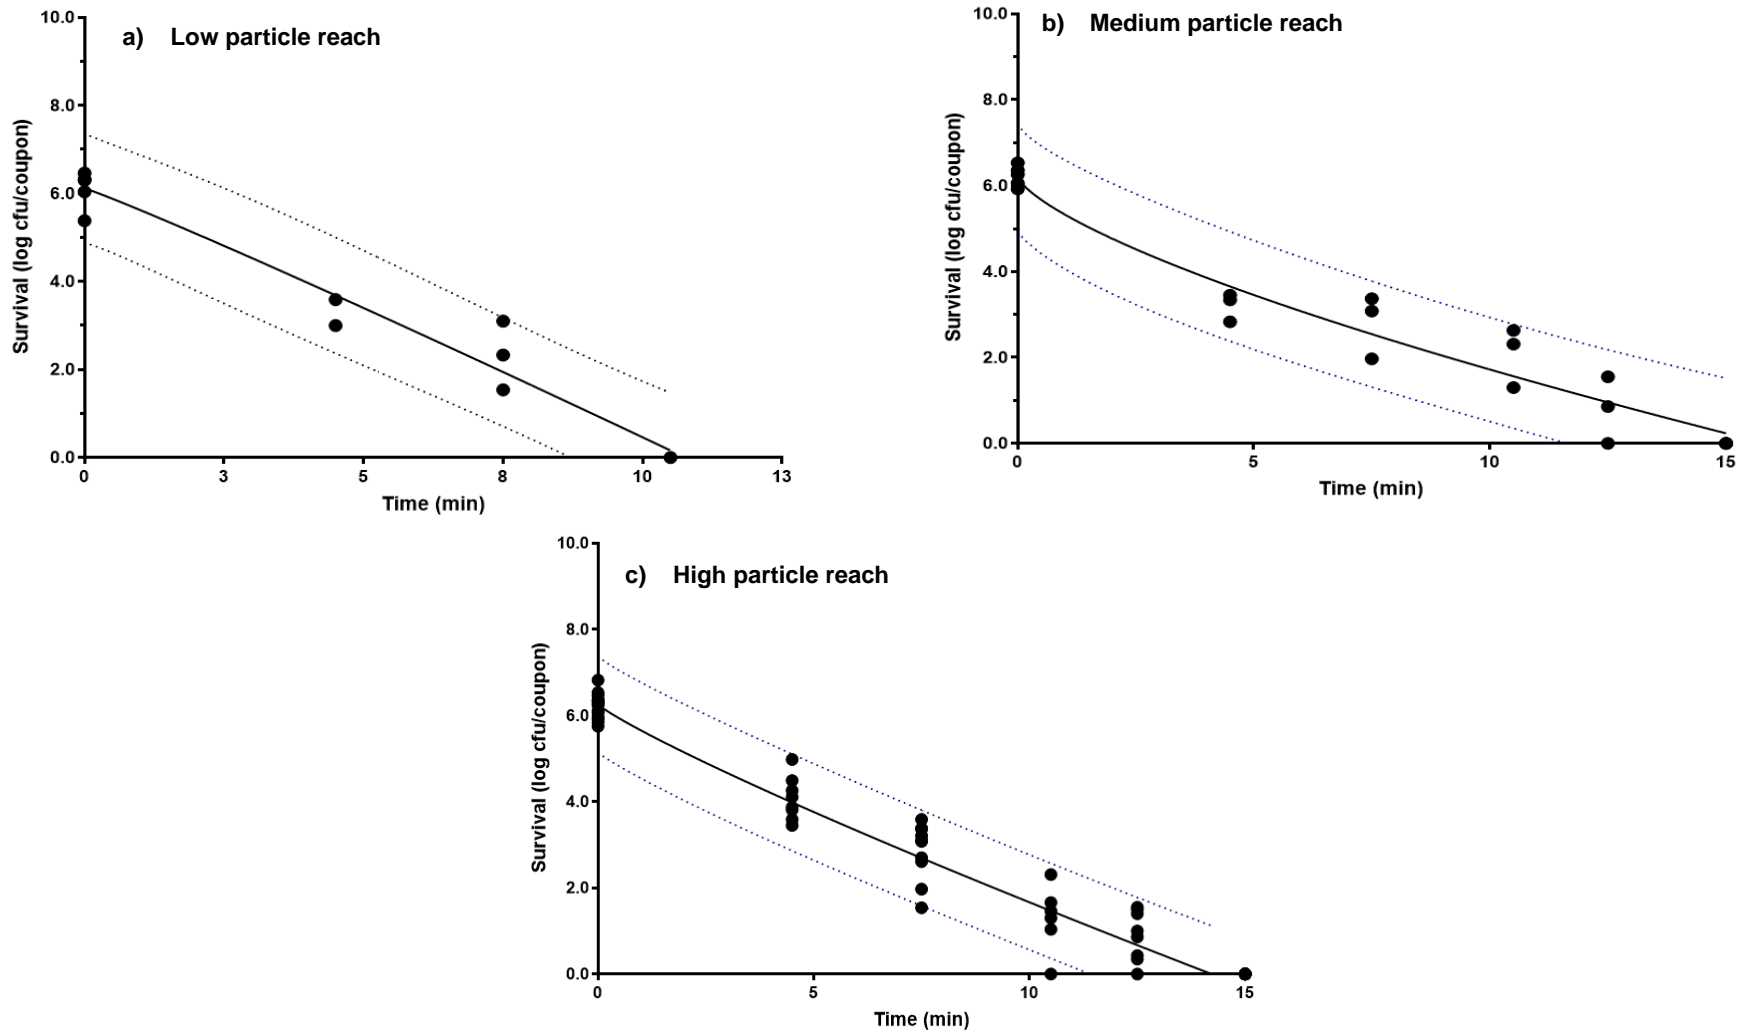 a) Low particle reach
Survival (log cfu/coupon)
10.0
8.0
6.0
4.0
2.0
0.0
0 3 5 8 10 13
Time (min)
b) Medium particle reach
Survival (log cfu/coupon)
10.0
8.0
6.0
4.0
2.0
0.0
0 5 10 15
Time (min)
c) High particle reach
Survival (log cfu/coupon)
10.0
8.0
6.0
4.0
2.0
0.0
0 5 10 15
Time (min)